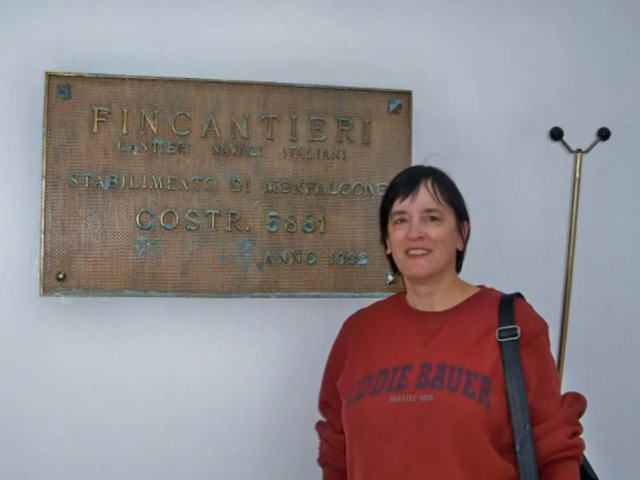 FINCANTIERI
CANTIERI NAVALI ITALIANI
STABILIMENTO DI MONFALCONE
COSTR. 5881
ANNO 1992
EDDIE BAUER